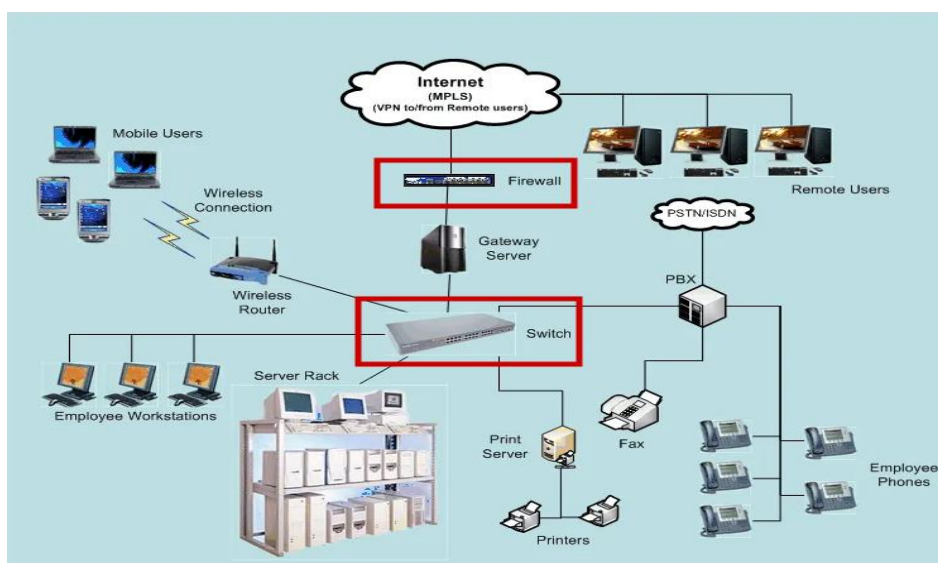 Internet
(MPLS)
(VPN to/from Remote users)
Mobile Users
Firewall
Remote Users
Wireless
Connection
PSTN/ISDN
Gateway
Server
PBX
Wireless
Router
Switch
Server Rack
Employee Workstations
Print
Server
Fax
Employee
Phones
Printers